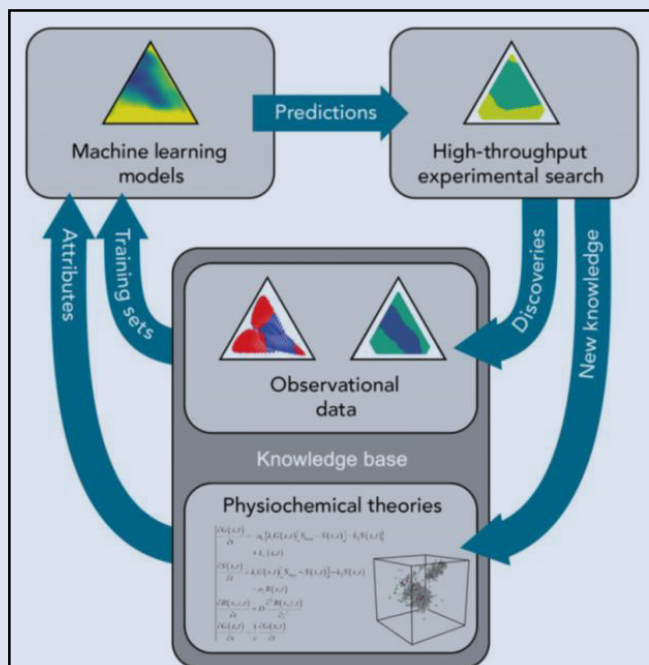 Machine learning
models
Predictions
High-throughput
experimental search
Attributes
Training sets
Discoveries
New knowledge
Observational
data
Knowledge base
Physiochemical theories